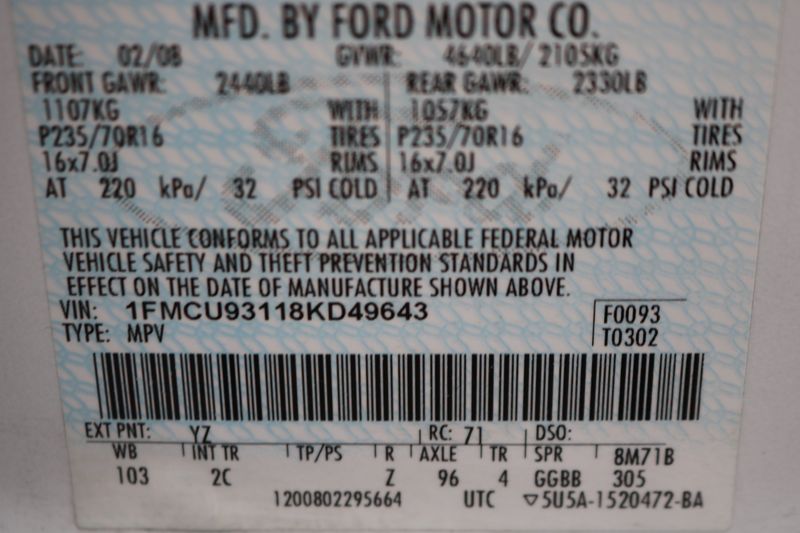 MFD. BY FORD MOTOR CO.
DATE: 02/08 GVWR: 4640LB/ 2105KG
FRONT GAWR: 2440LB REAR GAWR: 2330LB
1107KG WITH 1057KG WITH
P235/70R16 TIRES P235/70R16 TIRES
16x7.0J RIMS 16x7.0J RIMS
AT 220 kPa/ 32 PSI COLD AT 220 kPa/ 32 PSI COLD
THIS VEHICLE CONFORMS TO ALL APPLICABLE FEDERAL MOTOR
VEHICLE SAFETY AND THEFT PREVENTION STANDARDS IN
EFFECT ON THE DATE OF MANUFACTURE SHOWN ABOVE.
VIN: 1FMCU93118KD49643 F0093
TYPE: MPV T0302
EXT PNT: YZ RC: 71 DSO:
WB INT TR TP/PS R AXLE TR SPR 8M71B
103 2C Z 96 4 GGBB 305
1200802295664 UTC ▽5U5A-1520472-BA